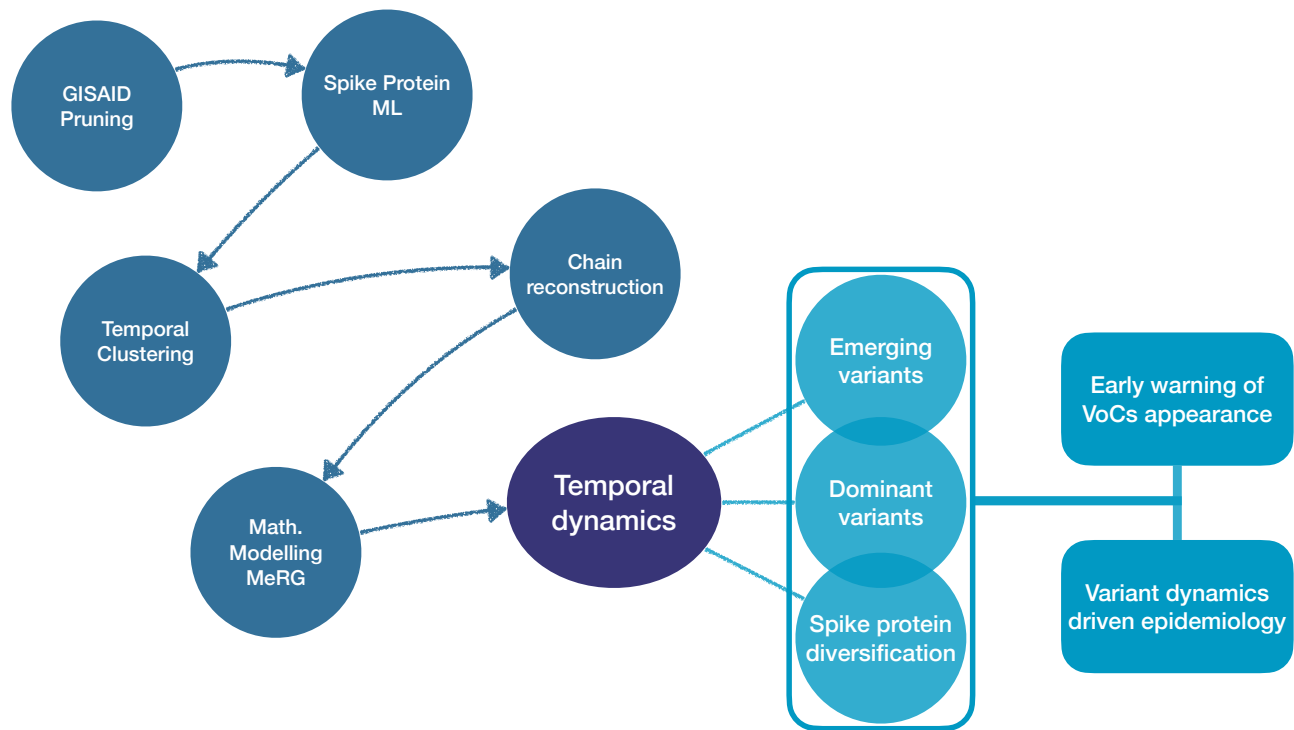 GISAID
Pruning
Spike Protein
ML
Temporal
Clustering
Chain
reconstruction
Math.
Modelling
MeRG
Temporal
dynamics
Emerging
variants
Dominant
variants
Spike protein
diversification
Early warning of
VoCs appearance
Variant dynamics
driven epidemiology